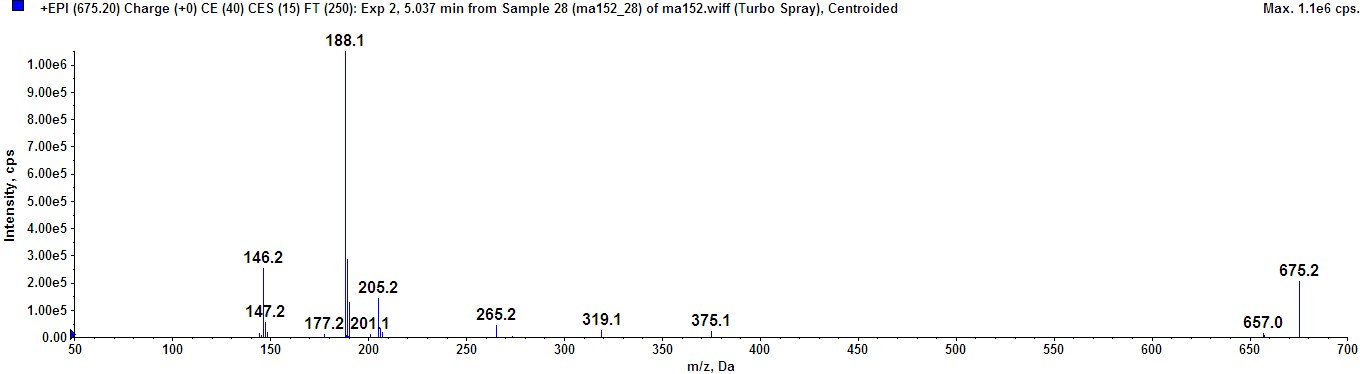 +EPI (675.20) Charge (+0) CE (40) CES (15) FT (250): Exp 2, 5.037 min from Sample 28 (ma152_28) of ma152.wiff (Turbo Spray), Centroided
Max. 1.1e6 cps.
188.1
1.00e6
9.00e5
8.00e5
7.00e5
6.00e5
5.00e5
4.00e5
3.00e5
2.00e5
1.00e5
0.00
Intensity, cps
146.2
147.2
177.2
201.1
205.2
265.2
319.1
375.1
657.0
675.2
50 100 150 200 250 300 350 400 450 500 550 600 650 700
m/z, Da